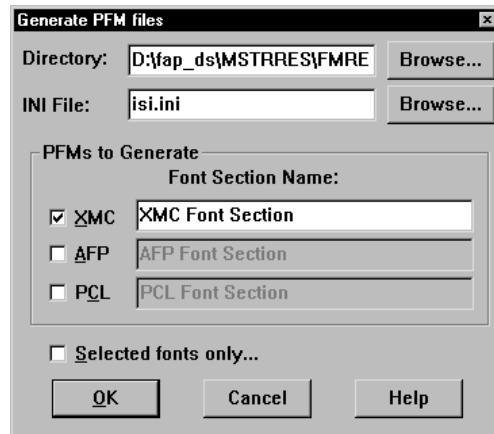 Generate PFM files
Directory: D:\fap_ds\MSTRRES\FMRE Browse...
INI File: isi.ini Browse...
PFMs to Generate
Font Section Name:
XMC XMC Font Section
AFP AFP Font Section
PCL PCL Font Section
Selected fonts only...
OK Cancel Help